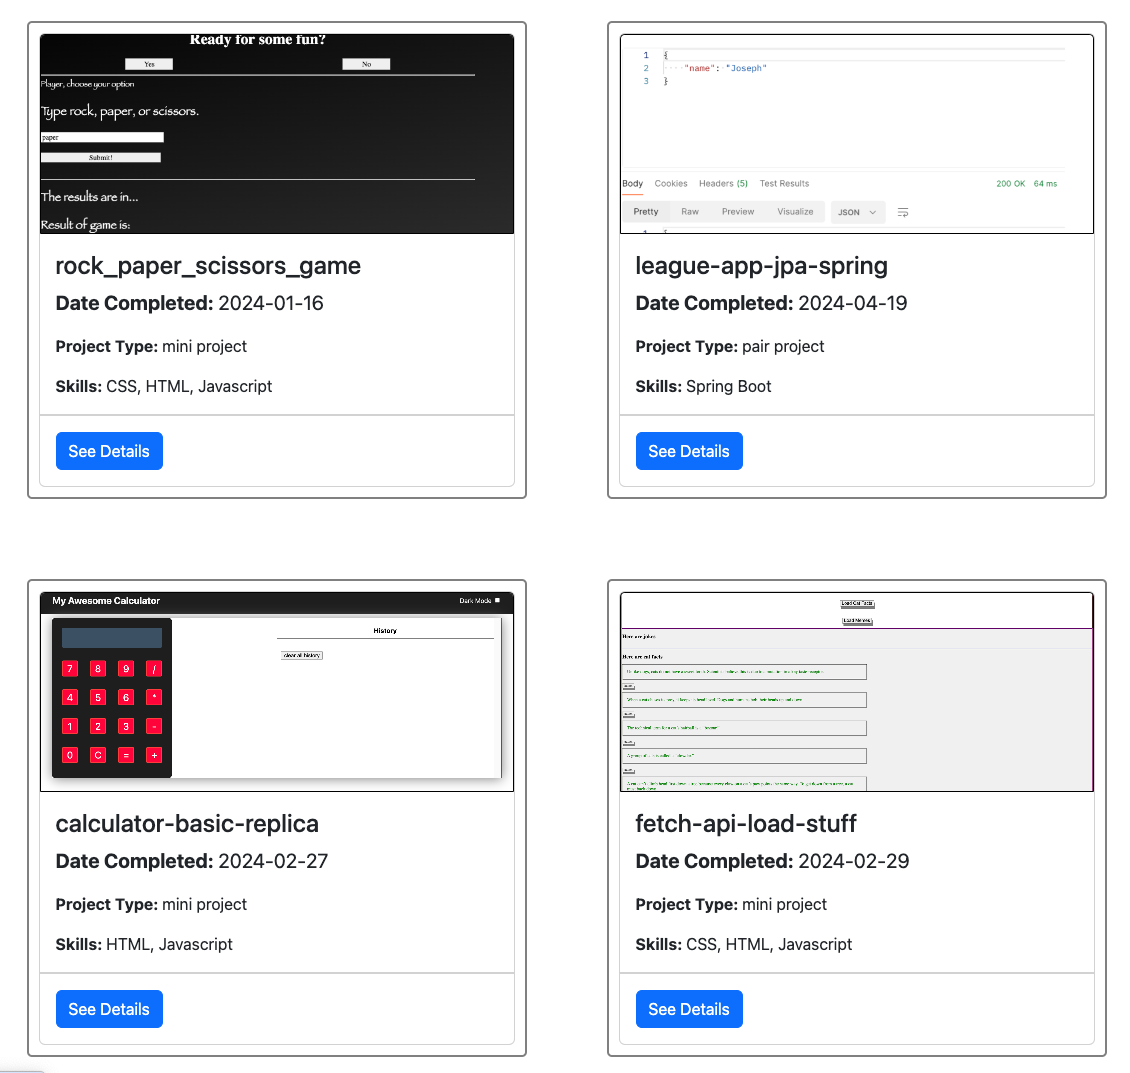 Ready for some fun?
Yes No
Player, choose your option
Type rock, paper, or scissors.
paper
Submit!
The results are in...
Result of game is:
rock_paper_scissors_game
Date Completed: 2024-01-16
Project Type: mini project
Skills: CSS, HTML, Javascript
See Details
1 {
2 "name": "Joseph"
3 }
Body Cookies Headers (5) Test Results 200 OK 64 ms
Pretty Raw Preview Visualize JSON
league-app-jpa-spring
Date Completed: 2024-04-19
Project Type: pair project
Skills: Spring Boot
See Details
My Awesome Calculator Dark Mode
History
clear all history
7 8 9 /
4 5 6 *
1 2 3 -
0 C = +
calculator-basic-replica
Date Completed: 2024-02-27
Project Type: mini project
Skills: HTML, Javascript
See Details
Load Cat Facts
Load Memes
Here are jokes
Here are cat facts
fetch-api-load-stuff
Date Completed: 2024-02-29
Project Type: mini project
Skills: CSS, HTML, Javascript
See Details